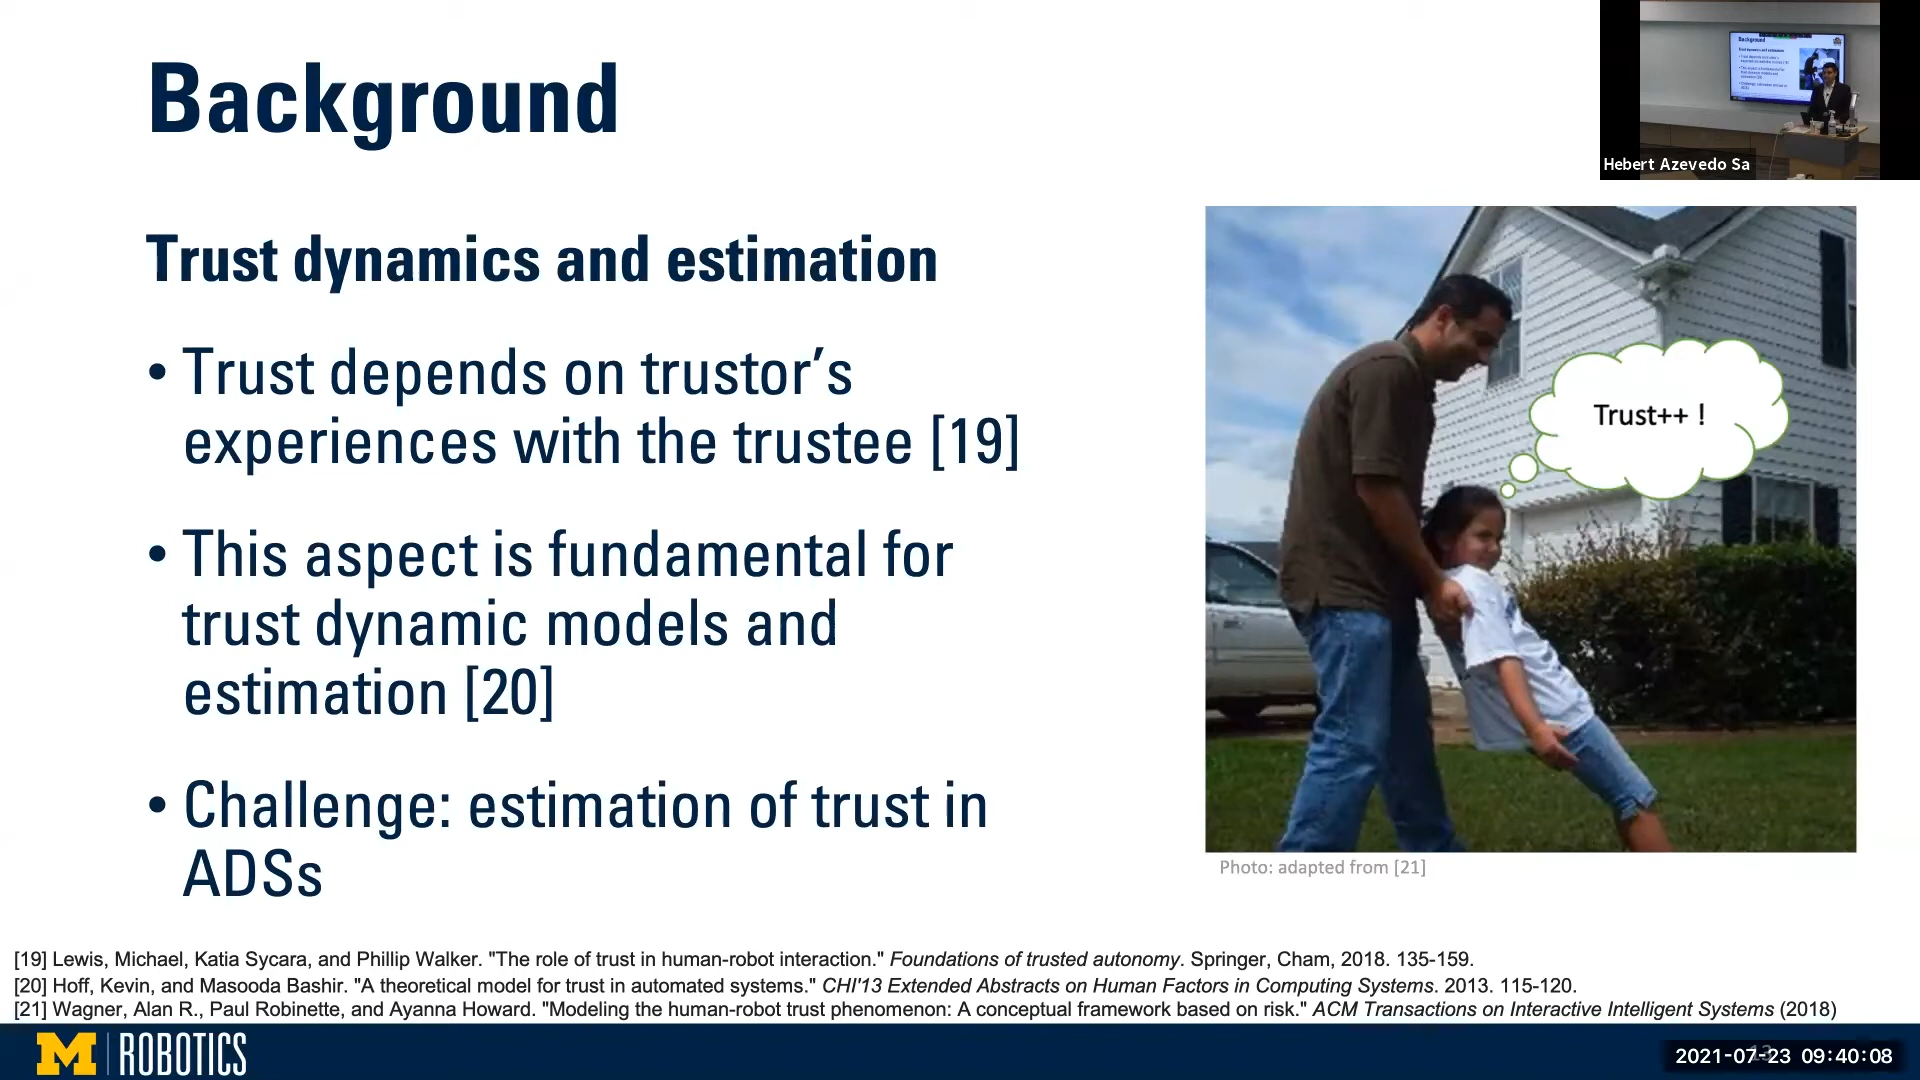 Background
Hebert Azevedo Sa
Trust dynamics and estimation
• Trust depends on trustor’s
experiences with the trustee [19]
• This aspect is fundamental for
trust dynamic models and
estimation [20]
• Challenge: estimation of trust in
ADSs
Trust++ !
Photo: adapted from [21]
[19] Lewis, Michael, Katia Sycara, and Phillip Walker. "The role of trust in human-robot interaction." Foundations of trusted autonomy. Springer, Cham, 2018. 135-159.
[20] Hoff, Kevin, and Masooda Bashir. "A theoretical model for trust in automated systems." CHI'13 Extended Abstracts on Human Factors in Computing Systems. 2013. 115-120.
[21] Wagner, Alan R., Paul Robinette, and Ayanna Howard. "Modeling the human-robot trust phenomenon: A conceptual framework based on risk." ACM Transactions on Interactive Intelligent Systems (2018)
M ROBOTICS
2021-07-23 09:40:08